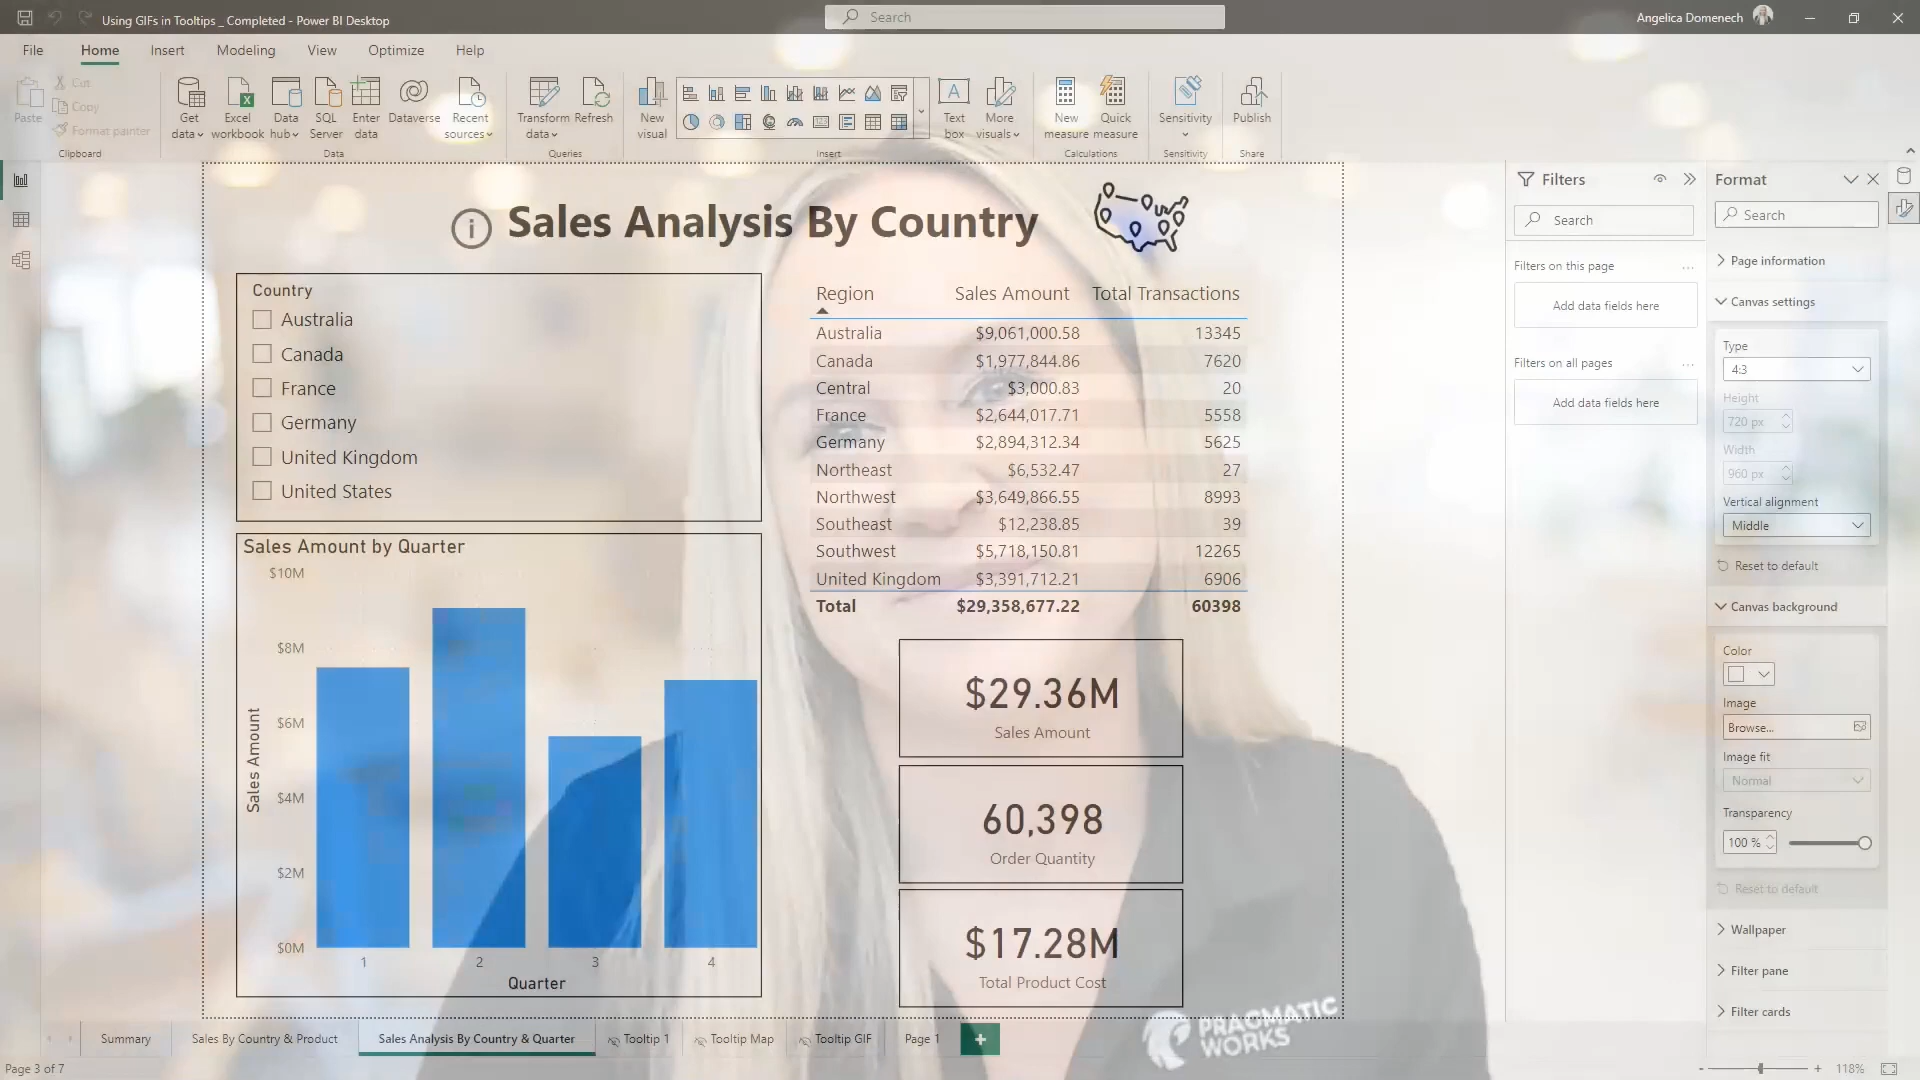 Using GIFs in Tooltips _ Completed - Power BI Desktop
Search
Angelica Domenech
File Home Insert Modeling View Optimize Help
Paste
Cut
Copy
Format painter
Clipboard
Get data
Excel workbook
Data hub
SQL Server
Enter data
Dataverse
Recent sources
Data
Transform data
Refresh
Queries
New visual
Text box
More visuals
Insert
New measure
Quick measure
Calculations
Sensitivity
Sensitivity
Publish
Share
Sales Analysis By Country
Country
Australia
Canada
France
Germany
United Kingdom
United States
Region Sales Amount Total Transactions
Australia $9,061,000.58 13345
Canada $1,977,844.86 7620
Central $3,000.83 20
France $2,644,017.71 5558
Germany $2,894,312.34 5625
Northeast $6,532.47 27
Northwest $3,649,866.55 8993
Southeast $12,238.85 39
Southwest $5,718,150.81 12265
United Kingdom $3,391,712.21 6906
Total $29,358,677.22 60398
Sales Amount by Quarter
$10M
$8M
$6M
$4M
$2M
$0M
Sales Amount
1 2 3 4
Quarter
$29.36M
Sales Amount
60,398
Order Quantity
$17.28M
Total Product Cost
PRAGMATIC
WORKS
Filters
Search
Filters on this page ...
Add data fields here
Filters on all pages ...
Add data fields here
Format
Search
Page information
Canvas settings
Type
4:3
Height
720 px
Width
960 px
Vertical alignment
Middle
Reset to default
Canvas background
Color
Image
Browse...
Image fit
Normal
Transparency
100 %
Reset to default
Wallpaper
Filter pane
Filter cards
Summary Sales By Country & Product Sales Analysis By Country & Quarter Tooltip 1 Tooltip Map Tooltip GIF Page 1 +
Page 3 of 7
- + 118%